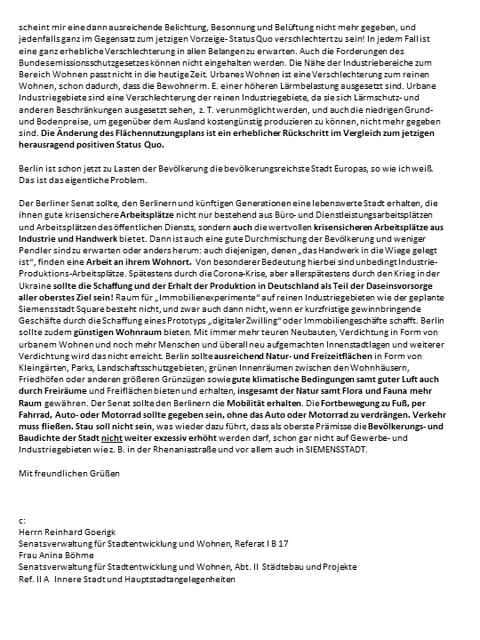 scheint mir eine dann ausreichende Belichtung, Besonnung und Belüftung nicht mehr gegeben, und
jedenfalls ganz im Gegensatz zum jetzigen Vorzeige- Status Quo verschlechtert zu sein! In jedem Fall ist
eine ganz erhebliche Verschlechterung in allen Belangen zu erwarten. Auch die Forderungen des
Bundesemissionsschutzgesetzes können nicht eingehalten werden. Die Nähe der Industriebereiche zum
Bereich Wohnen passt nicht in die heutige Zeit. Urbanes Wohnen ist eine Verschlechterung zum reinen
Wohnen, schon dadurch, dass die Bewohner m. E. einer höheren Lärmbelastung ausgesetzt sind. Urbane
Industriegebiete sind eine Verschlechterung der reinen Industriegebiete, da sie sich Lärmschutz- und
anderen Beschränkungen ausgesetzt sehen, z. T. verunmöglicht werden, und auch die niedrigen Grund-
und Bodenpreise, um gegenüber dem Ausland kostengünstig produzieren zu können, nicht mehr gegeben
sind. Die Änderung des Flächennutzungsplans ist ein erheblicher Rückschritt im Vergleich zum jetzigen
herausragend positiven Status Quo.
Berlin ist schon jetzt zu Lasten der Bevölkerung die bevölkerungsreichste Stadt Europas, so wie ich weiß.
Das ist das eigentliche Problem.
Der Berliner Senat sollte, den Berlinern und künftigen Generationen eine lebenswerte Stadt erhalten, die
ihnen gute krisensichere Arbeitsplätze nicht nur bestehend aus Büro- und Dienstleistungsarbeitsplätzen
und Arbeitsplätzen des öffentlichen Diensts, sondern auch die wertvollen krisensicheren Arbeitsplätze aus
Industrie und Handwerk bietet. Dann ist auch eine gute Durchmischung der Bevölkerung und weniger
Pendler sind zu erwarten oder anders herum: auch diejenigen, denen „das Handwerk in die Wiege gelegt
ist“, finden eine Arbeit an ihrem Wohnort. Von besonderer Bedeutung hierbei sind unbedingt Industrie-
Produktions-Arbeitsplätze. Spätestens durch die Corona-Krise, aber allerspätestens durch den Krieg in der
Ukraine sollte die Schaffung und der Erhalt der Produktion in Deutschland als Teil der Daseinsvorsorge
aller oberstes Ziel sein! Raum für „Immobilienexperimente“ auf reinen Industriegebieten wie der geplante
Siemensstadt Square besteht nicht, und zwar auch dann nicht, wenn er kurzfristige gewinnbringende
Geschäfte durch die Schaffung eines Prototyps „digitaler Zwilling“ oder Immobiliengeschäfte schafft. Berlin
sollte zudem günstigen Wohnraum bieten. Mit immer mehr teuren Neubauten, Verdichtung in Form von
urbanem Wohnen und noch mehr Menschen und überall neu aufgemachten Innenstadtlagen und weiterer
Verdichtung wird das nicht erreicht. Berlin sollte ausreichend Natur- und Freizeitflächen in Form von
Kleingärten, Parks, Landschaftsschutzgebieten, grünen Innenräumen zwischen den Wohnhäusern,
Friedhöfen oder anderen größeren Grünzügen sowie gute klimatische Bedingungen samt guter Luft auch
durch Freiräume und Freiflächen bieten und erhalten, insgesamt der Natur samt Flora und Fauna mehr
Raum gewähren. Der Senat sollte den Berlinern die Mobilität erhalten. Die Fortbewegung zu Fuß, per
Fahrrad, Auto- oder Motorrad sollte gegeben sein, ohne das Auto oder Motorrad zu verdrängen. Verkehr
muss fließen. Stau soll nicht sein, was wieder dazu führt, dass als oberste Prämisse die Bevölkerungs- und
Baudichte der Stadt nicht weiter exzessiv erhöht werden darf, schon gar nicht auf Gewerbe- und
Industriegebieten wie z. B. in der Rhenaniastraße und vor allem auch in SIEMENSSTADT.
Mit freundlichen Grüßen
c:
Herrn Reinhard Goerigk
Senatsverwaltung für Stadtentwicklung und Wohnen, Referat I B 17
Frau Anina Böhme
Senatsverwaltung für Stadtentwicklung und Wohnen, Abt. II Städtebau und Projekte
Ref. II A Innere Stadt und Hauptstadtangelegenheiten